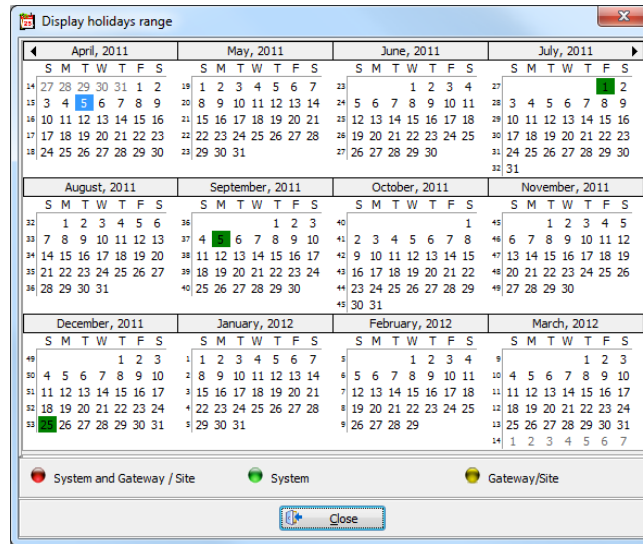 Display holidays range
April, 2011 May, 2011 June, 2011 July, 2011
S M T W T F S S M T W T F S S M T W T F S S M T W T F S
14 27 28 29 30 31 1 2 19 1 2 3 4 5 6 7 23 1 2 3 4 27 1 2
15 3 4 5 6 7 8 9 20 8 9 10 11 12 13 14 24 5 6 7 8 9 10 11 28 3 4 5 6 7 8 9
16 10 11 12 13 14 15 16 21 15 16 17 18 19 20 21 25 12 13 14 15 16 17 18 29 10 11 12 13 14 15 16
17 17 18 19 20 21 22 23 22 22 23 24 25 26 27 28 26 19 20 21 22 23 24 25 30 17 18 19 20 21 22 23
18 24 25 26 27 28 29 30 23 29 30 31 27 26 27 28 29 30 31 24 25 26 27 28 29 30
32 31
August, 2011 September, 2011 October, 2011 November, 2011
S M T W T F S S M T W T F S S M T W T F S S M T W T F S
32 1 2 3 4 5 6 36 1 2 3 40 1 45 1 2 3 4 5
33 7 8 9 10 11 12 13 37 4 5 6 7 8 9 10 41 2 3 4 5 6 7 8 46 6 7 8 9 10 11 12
34 14 15 16 17 18 19 20 38 11 12 13 14 15 16 17 42 9 10 11 12 13 14 15 47 13 14 15 16 17 18 19
35 21 22 23 24 25 26 27 39 18 19 20 21 22 23 24 43 16 17 18 19 20 21 22 48 20 21 22 23 24 25 26
36 28 29 30 31 40 25 26 27 28 29 30 44 23 24 25 26 27 28 29 49 27 28 29 30
45 30 31
December, 2011 January, 2012 February, 2012 March, 2012
S M T W T F S S M T W T F S S M T W T F S S M T W T F S
49 1 2 3 1 1 2 3 4 5 6 7 5 1 2 3 4 9 1 2 3
50 4 5 6 7 8 9 10 2 8 9 10 11 12 13 14 6 5 6 7 8 9 10 11 10 4 5 6 7 8 9 10
51 11 12 13 14 15 16 17 3 15 16 17 18 19 20 21 7 12 13 14 15 16 17 18 11 11 12 13 14 15 16 17
52 18 19 20 21 22 23 24 4 22 23 24 25 26 27 28 8 19 20 21 22 23 24 25 12 18 19 20 21 22 23 24
53 25 26 27 28 29 30 31 5 29 30 31 9 26 27 28 29 13 25 26 27 28 29 30 31
14 1 2 3 4 5 6 7
System and Gateway / Site System Gateway/Site
Close